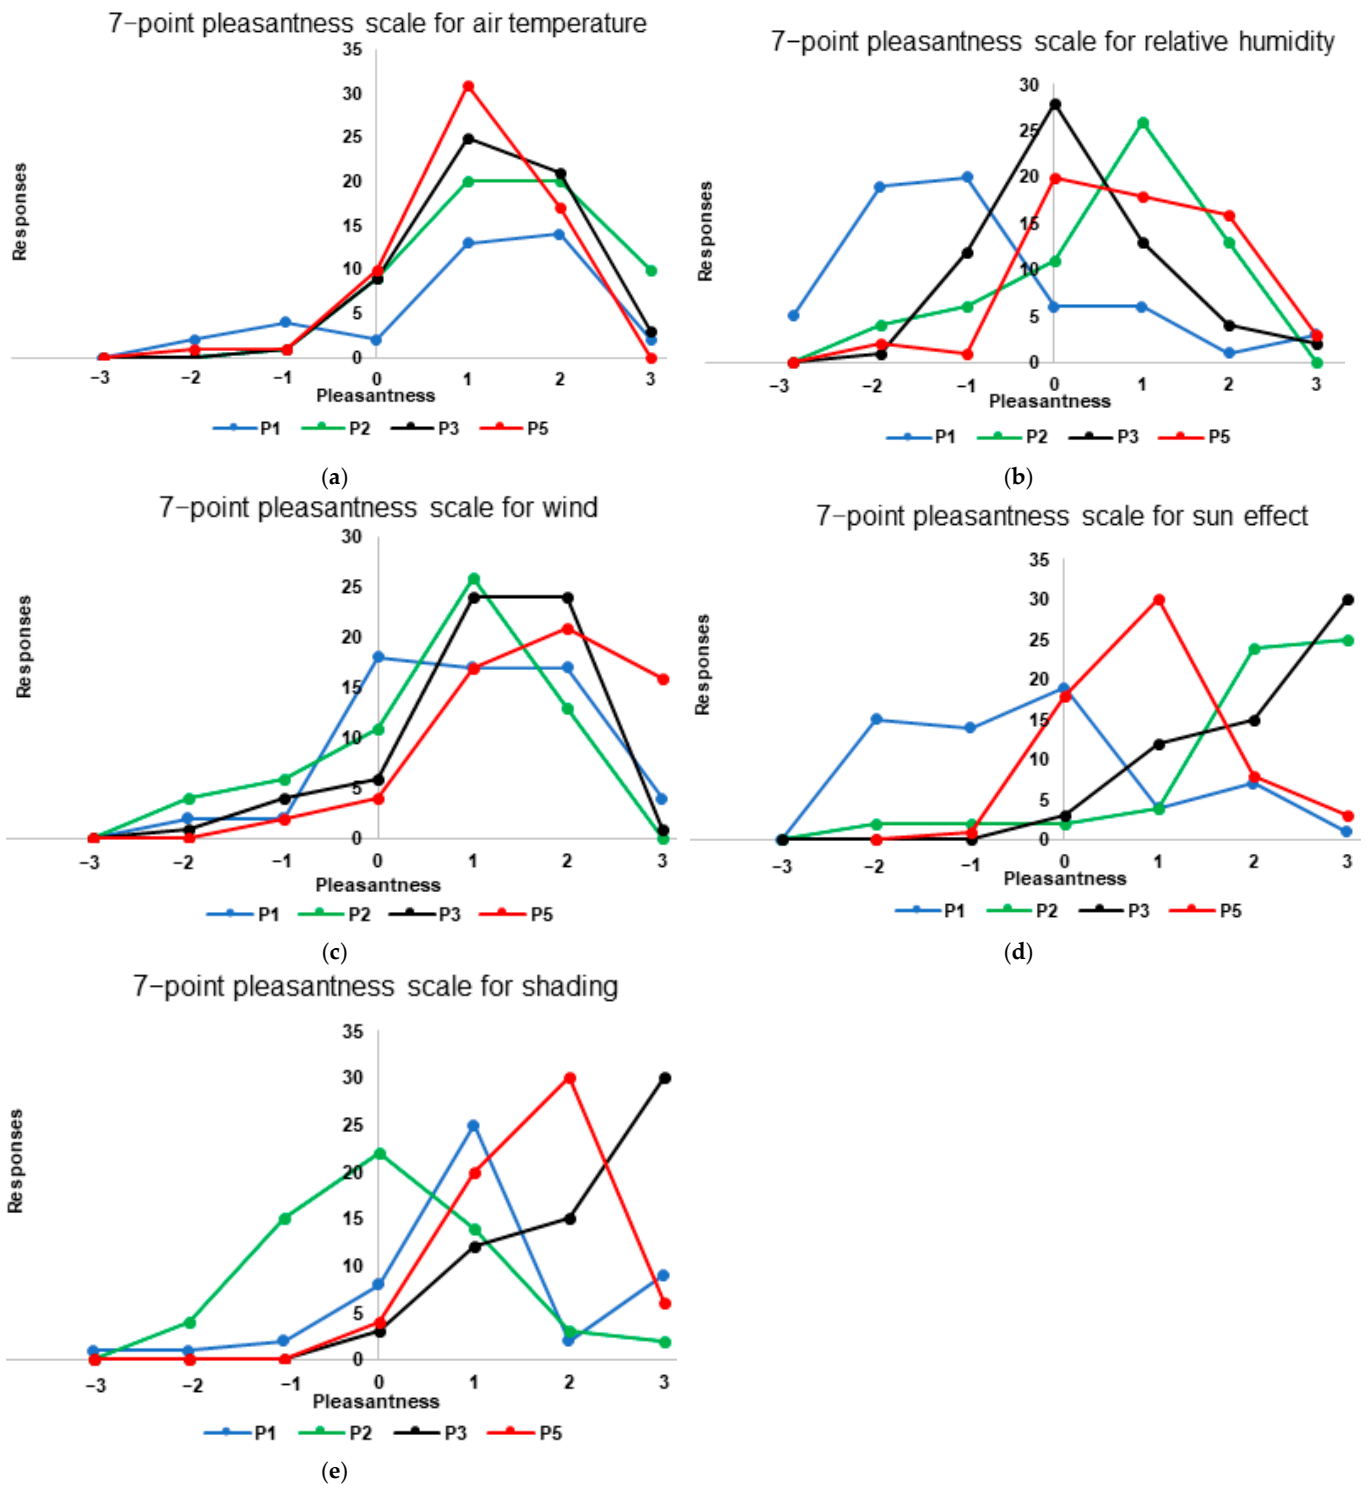 7−point pleasantness scale for air temperature
Responses
35
30
25
20
15
10
5
0
−3 −2 −1 0 1 2 3
Pleasantness
P1 P2 P3 P5
(a)
7−point pleasantness scale for relative humidity
Responses
30
25
20
15
10
5
0
−3 −2 −1 0 1 2 3
Pleasantness
P1 P2 P3 P5
(b)
7−point pleasantness scale for wind
Responses
30
25
20
15
10
5
0
−3 −2 −1 0 1 2 3
Pleasantness
P1 P2 P3 P5
(c)
7−point pleasantness scale for sun effect
Responses
35
30
25
20
15
10
5
0
−3 −2 −1 0 1 2 3
Pleasantness
P1 P2 P3 P5
(d)
7−point pleasantness scale for shading
Responses
35
30
25
20
15
10
5
0
−3 −2 −1 0 1 2 3
Pleasantness
P1 P2 P3 P5
(e)